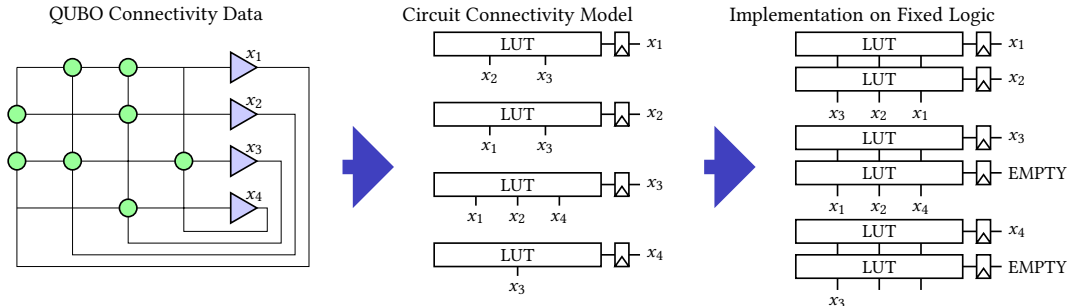 QUBO Connectivity Data
x1
x2
x3
x4
Circuit Connectivity Model
LUT x1
x2 x3
LUT x2
x1 x3
LUT x3
x1 x2 x4
LUT x4
x3
Implementation on Fixed Logic
LUT x1
LUT x2
x3 x2 x1
LUT x3
LUT EMPTY
x1 x2 x4
LUT x4
LUT EMPTY
x3